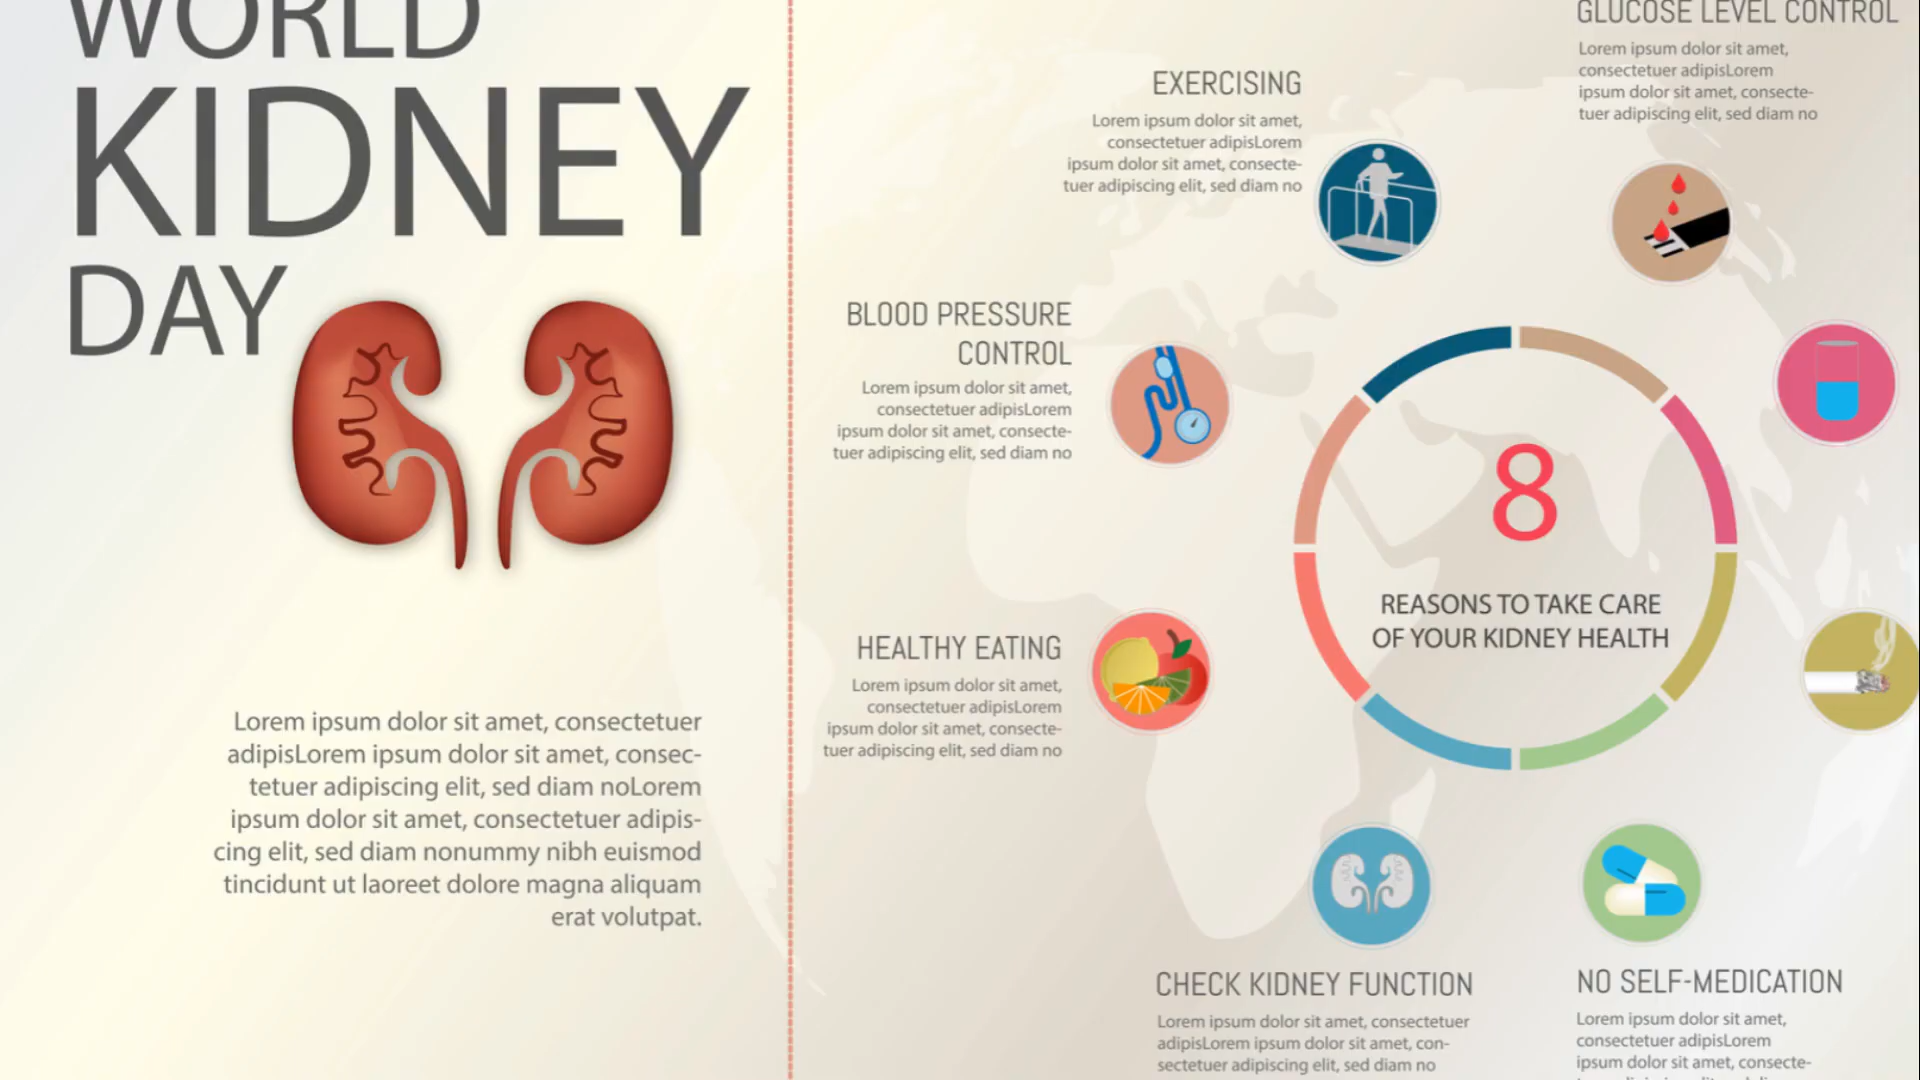 WORLD
KIDNEY
DAY
Lorem ipsum dolor sit amet, consectetuer
adipisLorem ipsum dolor sit amet, consec-
tetuer adipiscing elit, sed diam noLorem
ipsum dolor sit amet, consectetuer adipis-
cing elit, sed diam nonummy nibh euismod
tincidunt ut laoreet dolore magna aliquam
erat volutpat.
EXERCISING
Lorem ipsum dolor sit amet,
consectetuer adipisLorem
ipsum dolor sit amet, consecte-
tuer adipiscing elit, sed diam no
GLUCOSE LEVEL CONTROL
Lorem ipsum dolor sit amet,
consectetuer adipisLorem
ipsum dolor sit amet, consecte-
tuer adipiscing elit, sed diam no
BLOOD PRESSURE
CONTROL
Lorem ipsum dolor sit amet,
consectetuer adipisLorem
ipsum dolor sit amet, consecte-
tuer adipiscing elit, sed diam no
8
REASONS TO TAKE CARE
OF YOUR KIDNEY HEALTH
HEALTHY EATING
Lorem ipsum dolor sit amet,
consectetuer adipisLorem
ipsum dolor sit amet, consecte-
tuer adipiscing elit, sed diam no
CHECK KIDNEY FUNCTION
Lorem ipsum dolor sit amet, consectetuer
adipisLorem ipsum dolor sit amet, con-
sectetuer adipiscing elit, sed diam no
NO SELF-MEDICATION
Lorem ipsum dolor sit amet,
consectetuer adipisLorem
ipsum dolor sit amet, consecte-